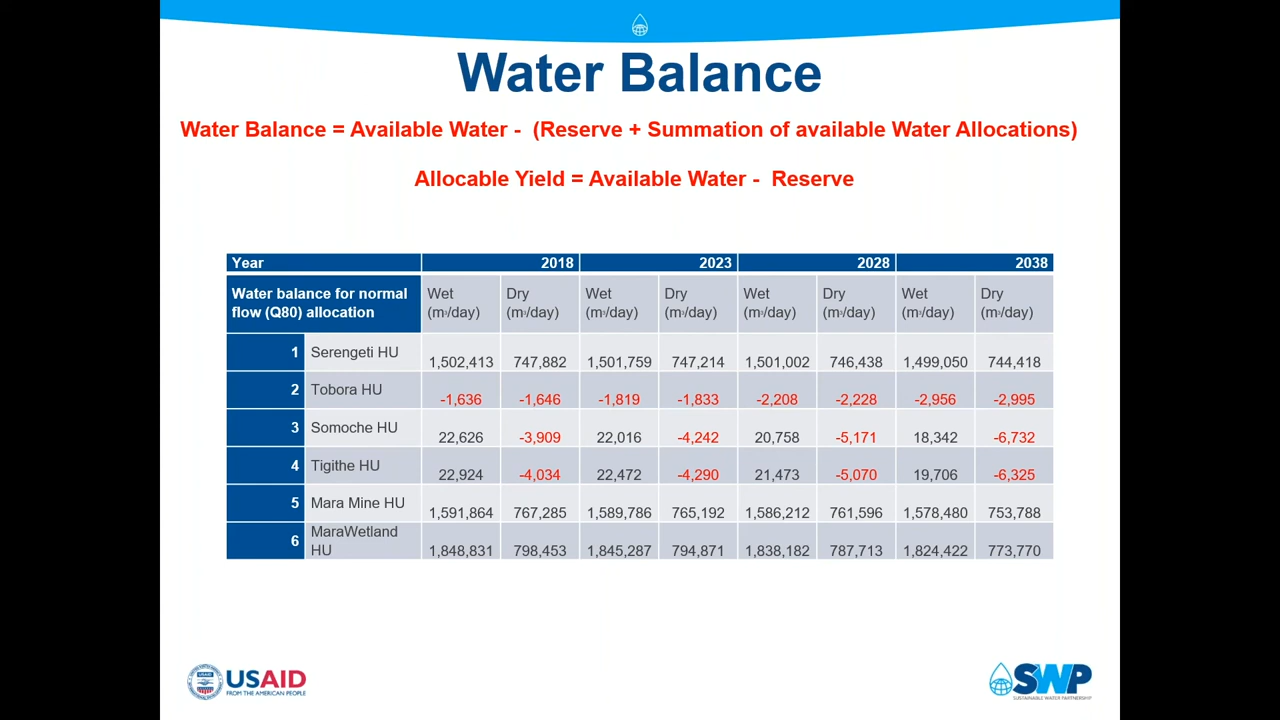 Water Balance
Water Balance = Available Water - (Reserve + Summation of available Water Allocations)
Allocable Yield = Available Water - Reserve
Year 2018 2023 2028 2038
Water balance for normal flow (Q80) allocation Wet (m³/day) Dry (m³/day) Wet (m³/day) Dry (m³/day) Wet (m³/day) Dry (m³/day) Wet (m³/day) Dry (m³/day)
1 Serengeti HU 1,502,413 747,882 1,501,759 747,214 1,501,002 746,438 1,499,050 744,418
2 Tobora HU -1,636 -1,646 -1,819 -1,833 -2,208 -2,228 -2,956 -2,995
3 Somoche HU 22,626 -3,909 22,016 -4,242 20,758 -5,171 18,342 -6,732
4 Tigithe HU 22,924 -4,034 22,472 -4,290 21,473 -5,070 19,706 -6,325
5 Mara Mine HU 1,591,864 767,285 1,589,786 765,192 1,586,212 761,596 1,578,480 753,788
6 MaraWetland HU 1,848,831 798,453 1,845,287 794,871 1,838,182 787,713 1,824,422 773,770
USAID
FROM THE AMERICAN PEOPLE
SWP
SUSTAINABLE WATER PARTNERSHIP